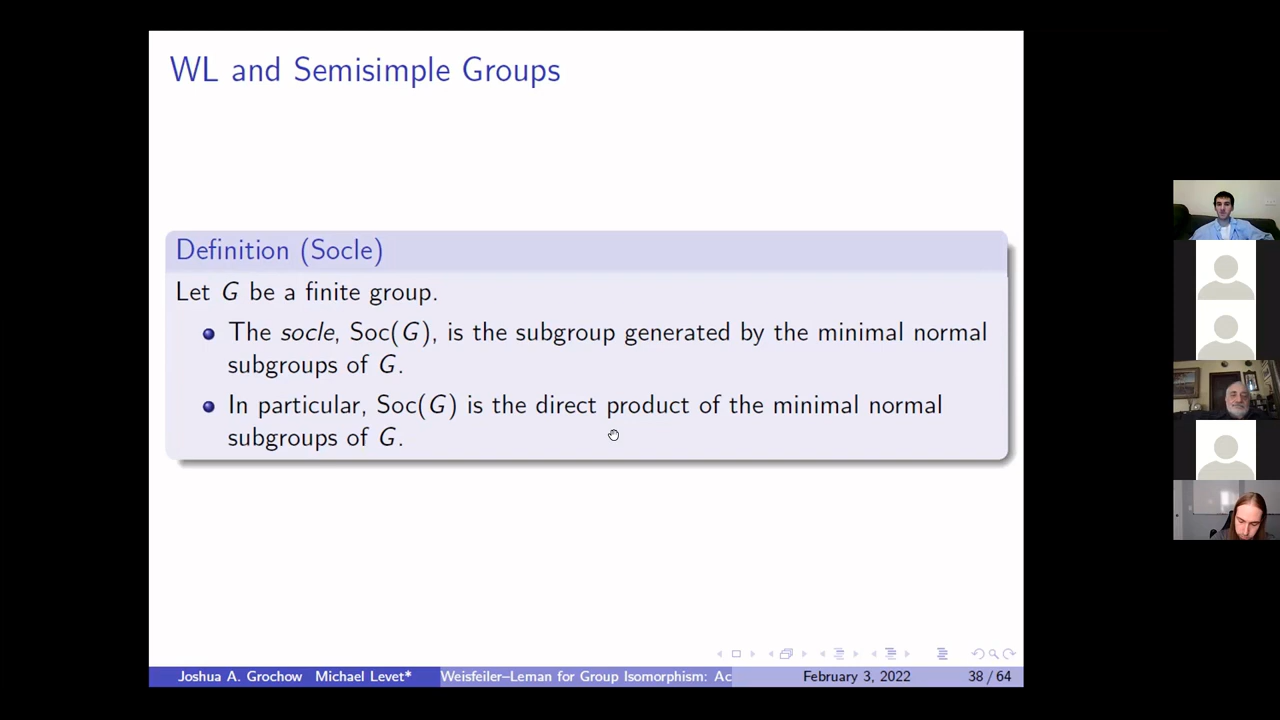 WL and Semisimple Groups
Definition (Socle)
Let G be a finite group.
The socle, Soc(G), is the subgroup generated by the minimal normal
subgroups of G.
In particular, Soc(G) is the direct product of the minimal normal
subgroups of G.
Joshua A. Grochow Michael Levet* Weisfeiler–Leman for Group Isomorphism: Ac February 3, 2022 38 / 64